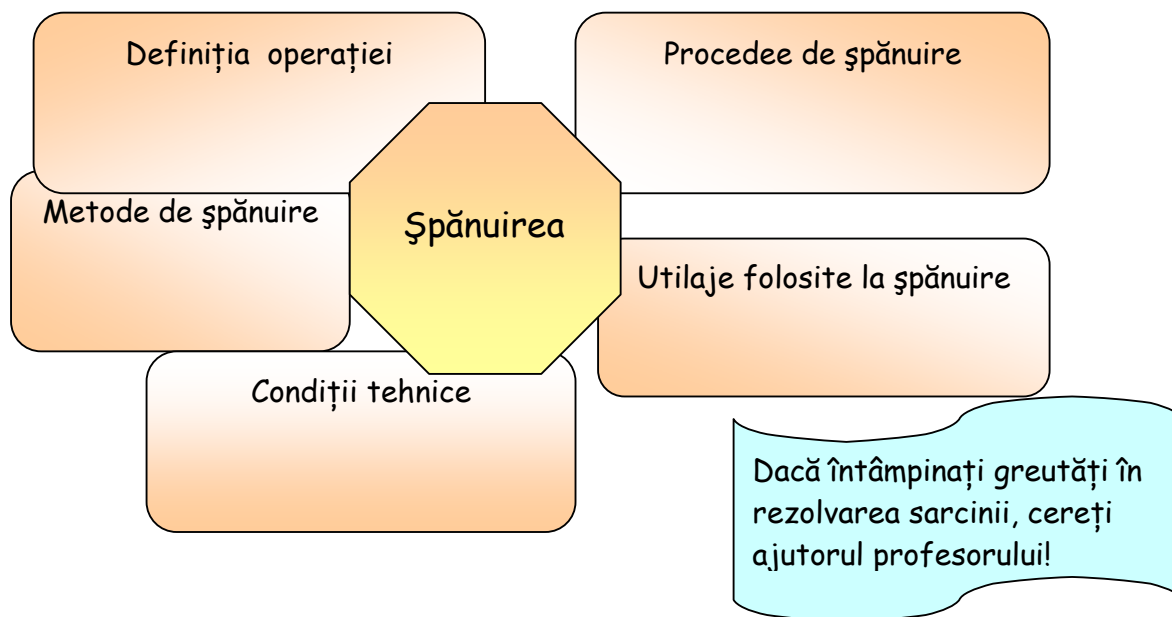 Definiția operației
Procedee de şpănuire
Metode de şpănuire
Şpănuirea
Utilaje folosite la şpănuire
Condiții tehnice
Dacă întâmpinați greutăți în
rezolvarea sarcinii, cereți
ajutorul profesorului!